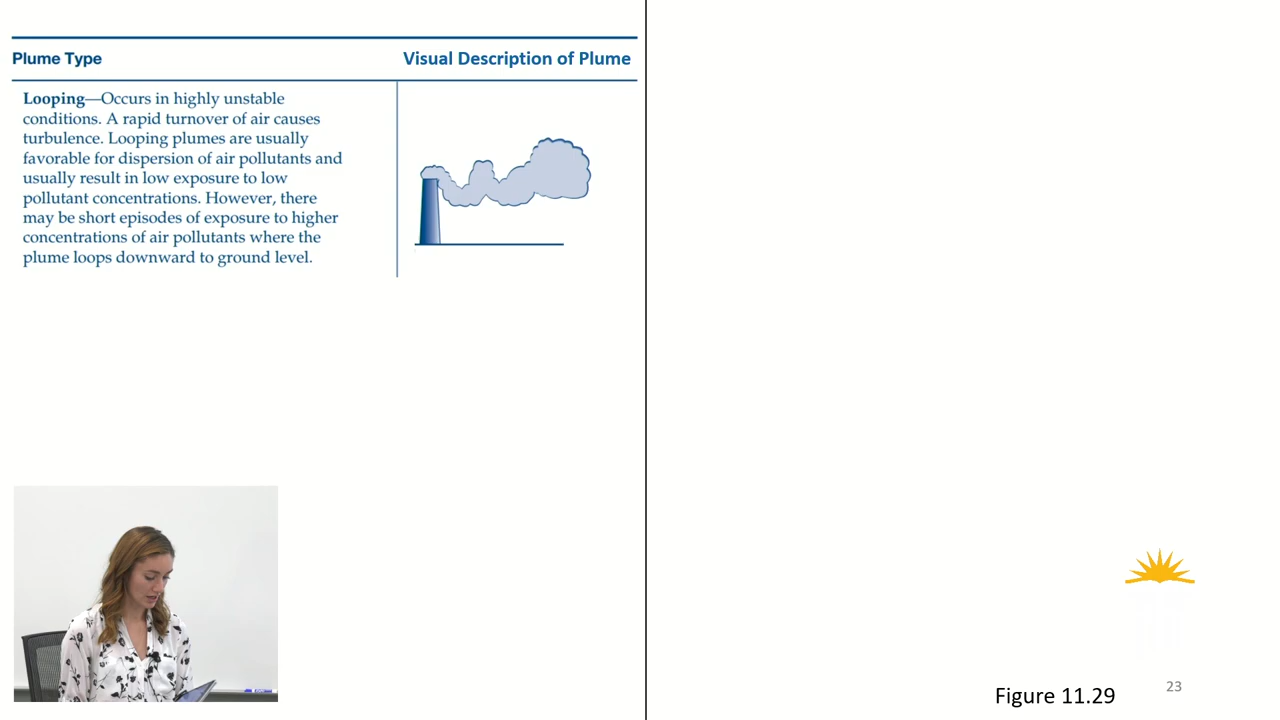 Plume Type
Visual Description of Plume
Looping—Occurs in highly unstable
conditions. A rapid turnover of air causes
turbulence. Looping plumes are usually
favorable for dispersion of air pollutants and
usually result in low exposure to low
pollutant concentrations. However, there
may be short episodes of exposure to higher
concentrations of air pollutants where the
plume loops downward to ground level.
Figure 11.29
23